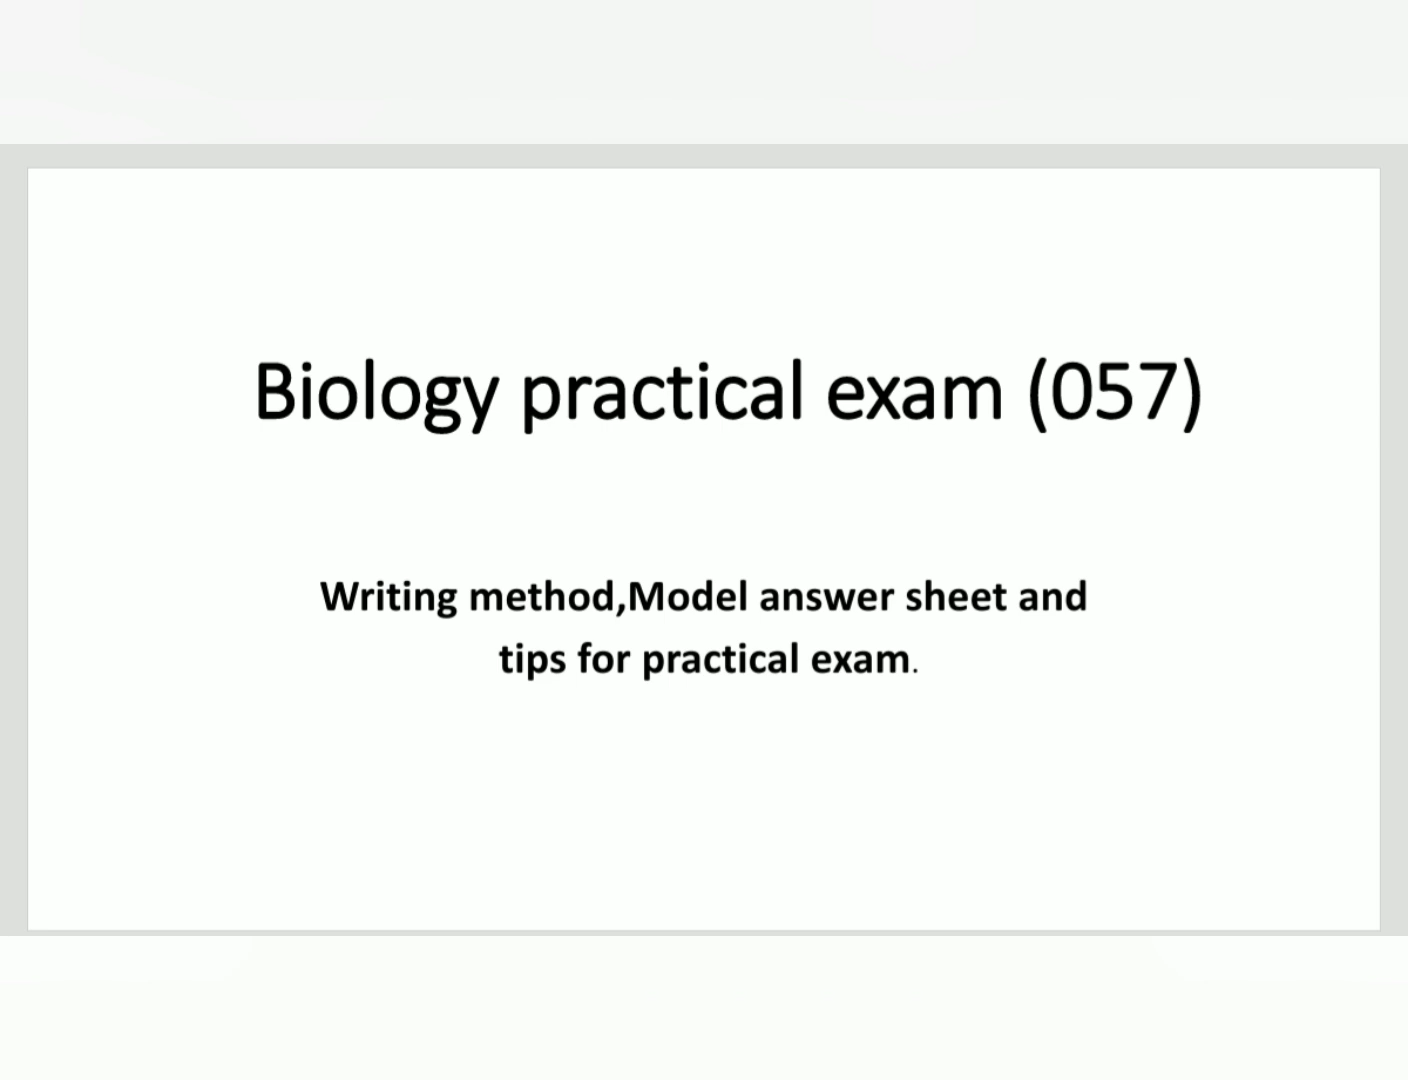 Biology practical exam (057)
Writing method,Model answer sheet and
tips for practical exam.